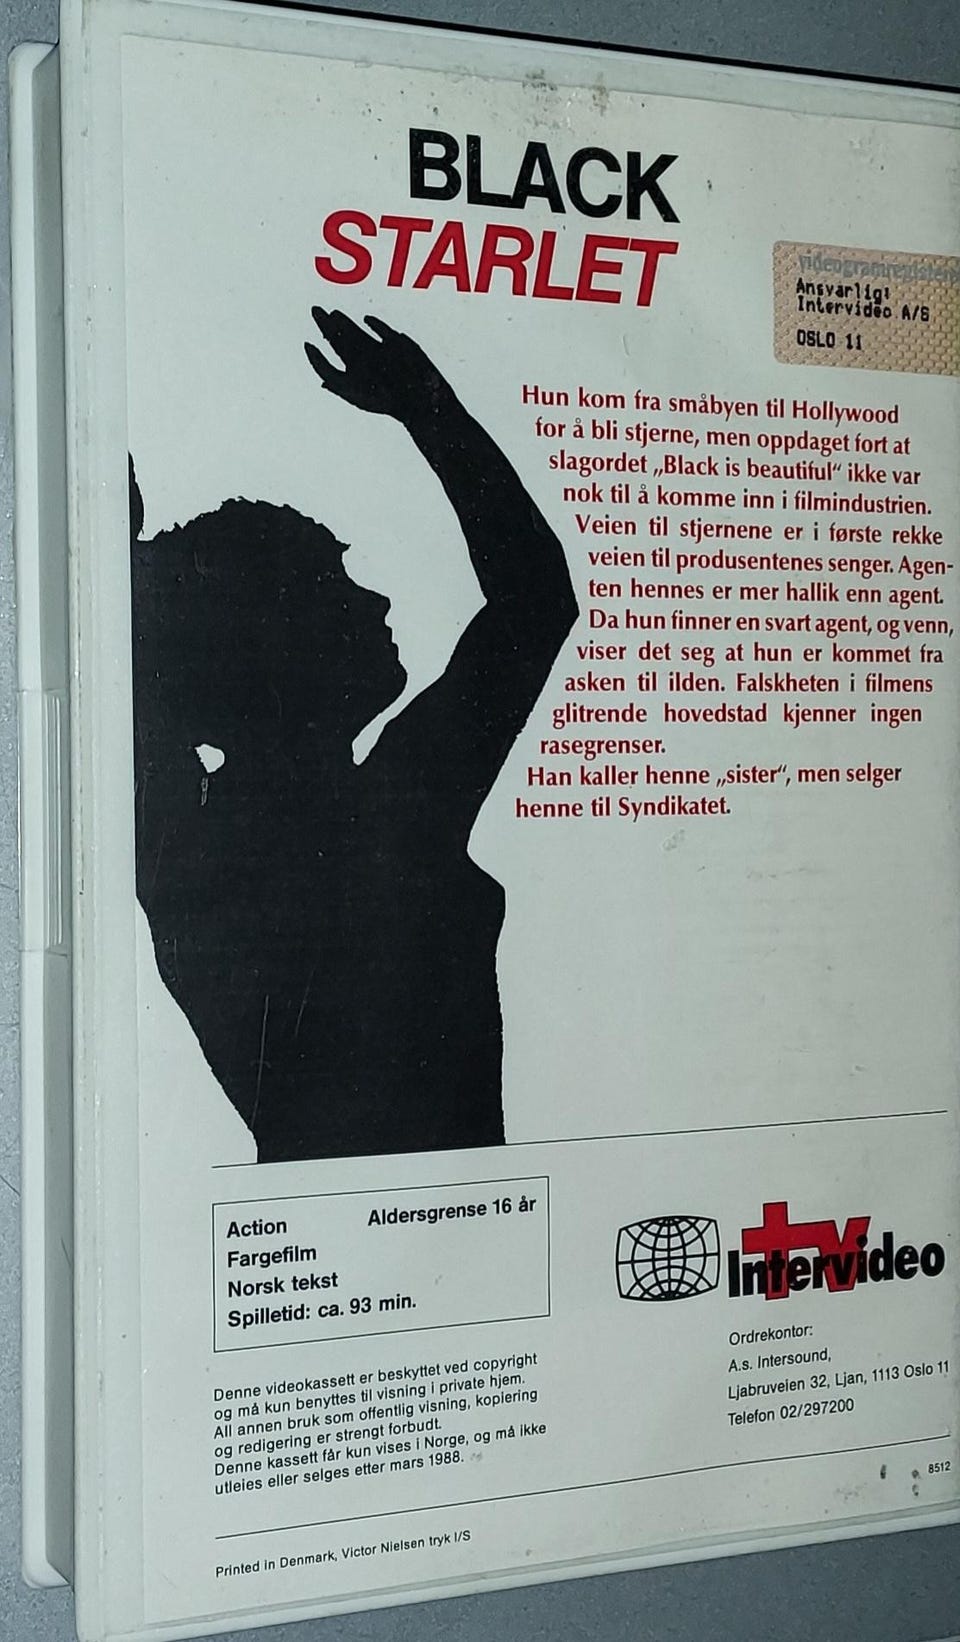 BLACK
STARLET
videogramregisteret
Ansvarlig:
Intervideo A/S
OSLO 11
Hun kom fra småbyen til Hollywood
for å bli stjerne, men oppdaget fort at
slagordet „Black is beautiful“ ikke var
nok til å komme inn i filmindustrien.
Veien til stjernene er i første rekke
veien til produsentenes senger. Agen-
ten hennes er mer hallik enn agent.
Da hun finner en svart agent, og venn,
viser det seg at hun er kommet fra
asken til ilden. Falskheten i filmens
glitrende hovedstad kjenner ingen
rasegrenser.
Han kaller henne „sister“, men selger
henne til Syndikatet.
Action Aldersgrense 16 år
Fargefilm
Norsk tekst
Spilletid: ca. 93 min.
Denne videokassett er beskyttet ved copyright
og må kun benyttes til visning i private hjem.
All annen bruk som offentlig visning, kopiering
og redigering er strengt forbudt.
Denne kassett får kun vises i Norge, og må ikke
utleies eller selges etter mars 1988.
tv
Intervideo
Ordrekontor:
A.s. Intersound,
Ljabruveien 32, Ljan, 1113 Oslo 11
Telefon 02/297200
8512
Printed in Denmark, Victor Nielsen tryk I/S